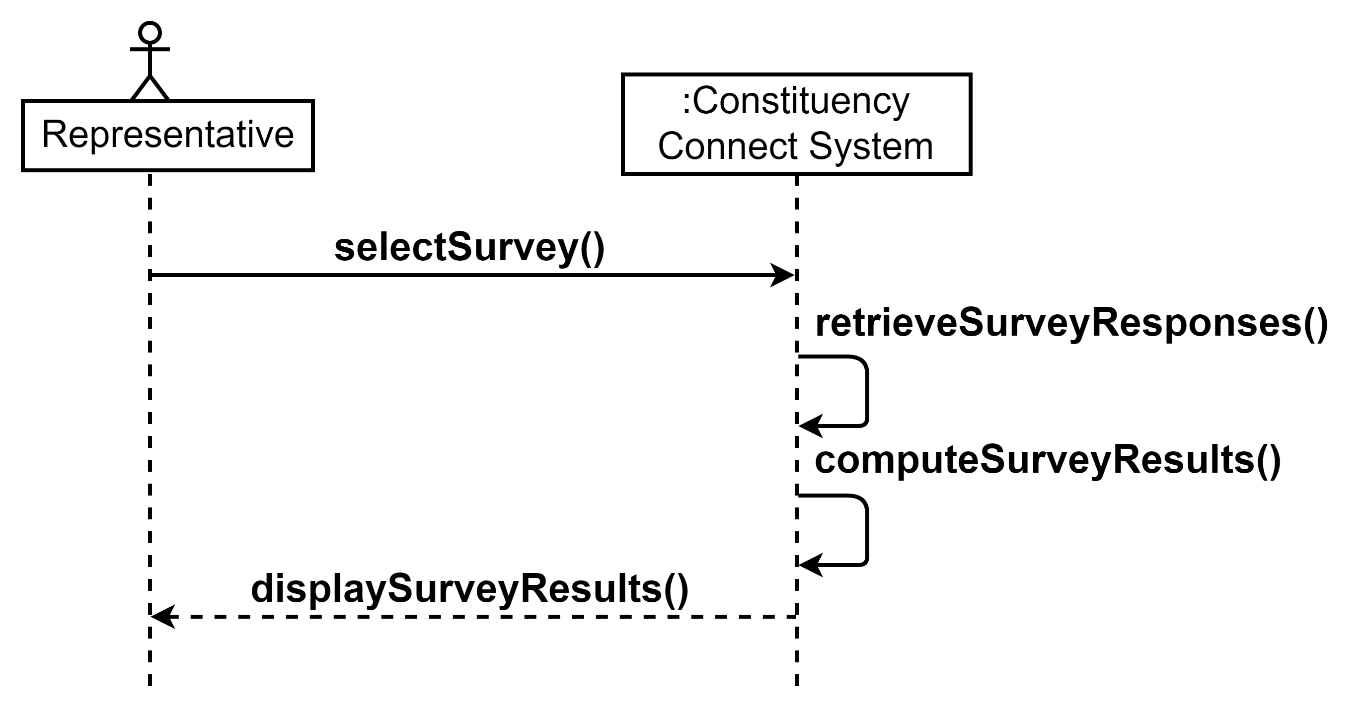 Representative
:Constituency
Connect System
selectSurvey()
retrieveSurveyResponses()
computeSurveyResults()
displaySurveyResults()